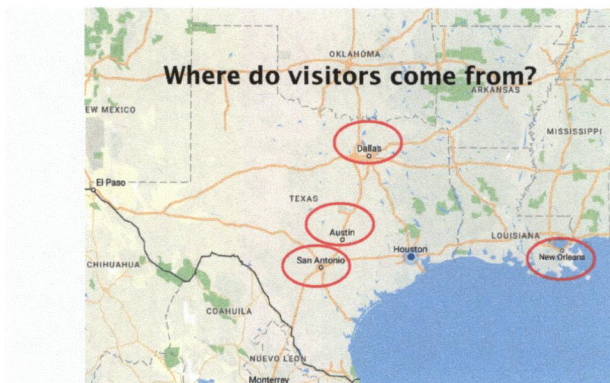 OKLAHOMA
Where do visitors come from?
ARKANSAS
EW MEXICO
MISSISSIPPI
Dallas
El Paso
TEXAS
Austin
LOUISIANA
Houston
New Orleans
San Antonio
CHIHUAHUA
COAHUILA
NUEVO LEON
Monterrey